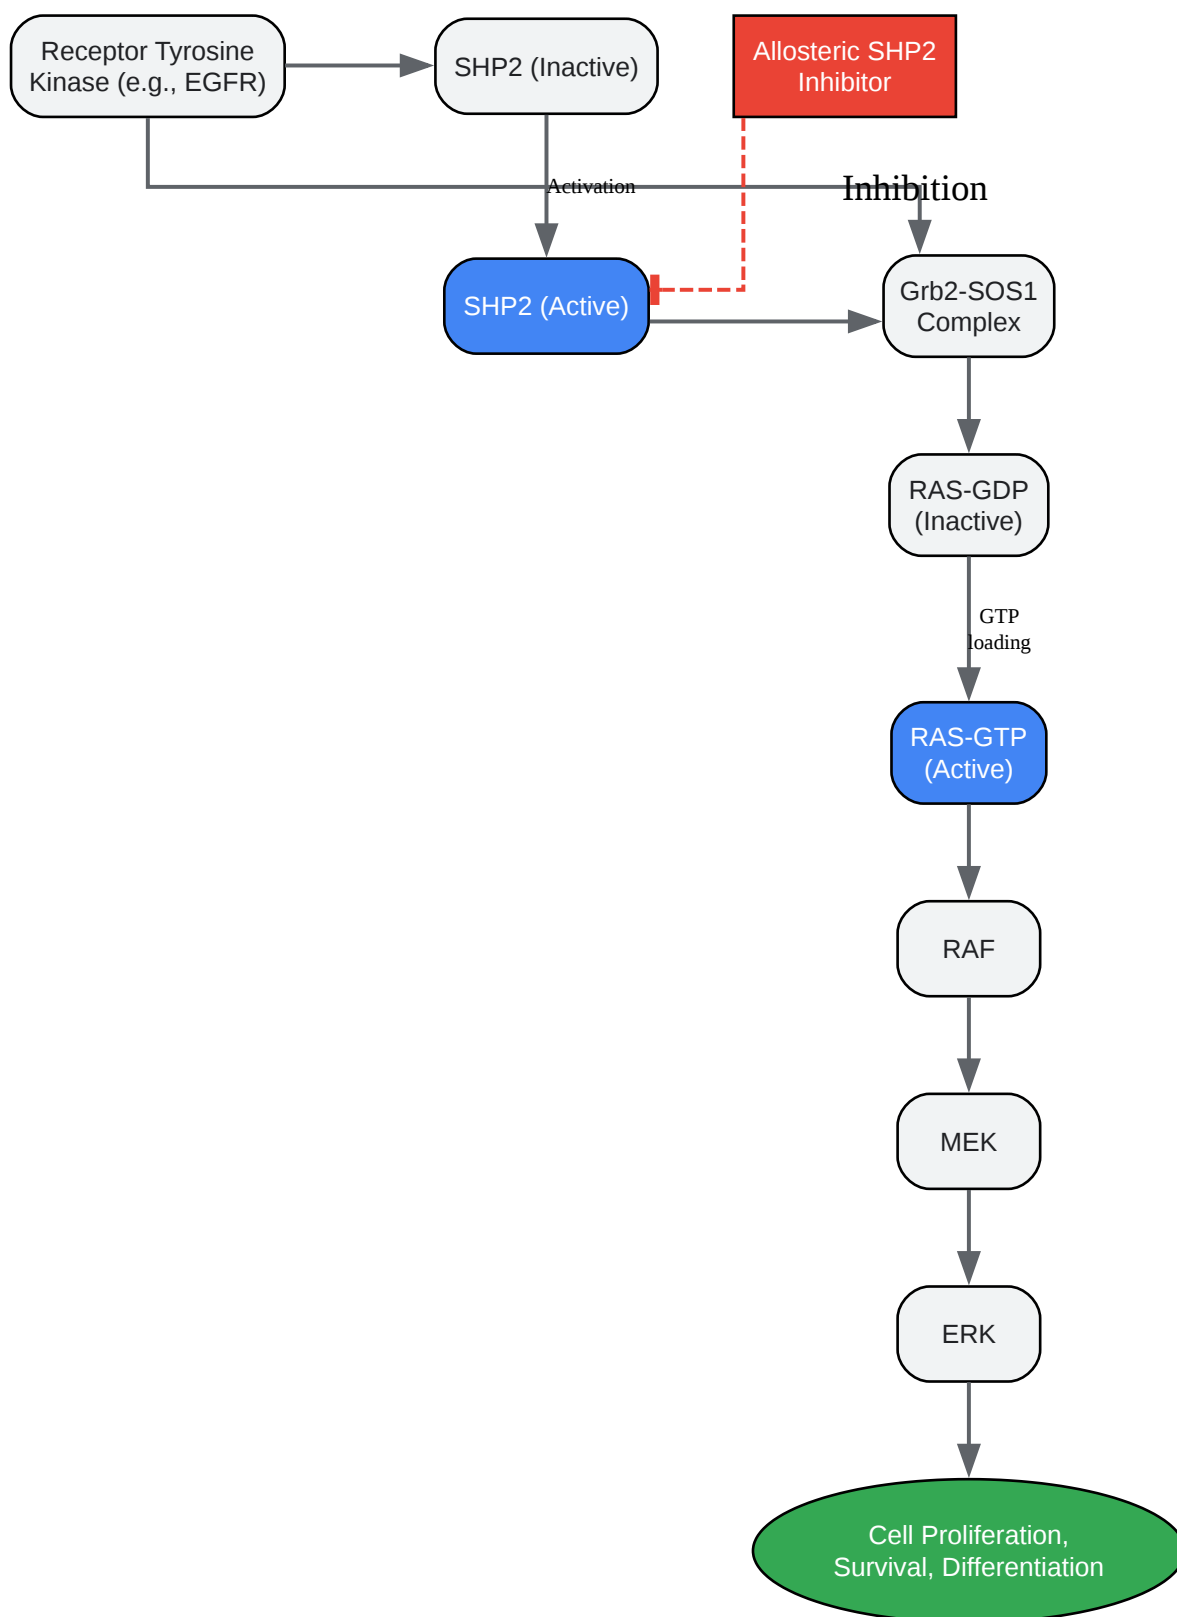 Receptor Tyrosine
Kinase (e.g., EGFR)
SHP2 (Inactive)
Allosteric SHP2
Inhibitor
Activation
Inhibition
SHP2 (Active)
Grb2-SOS1
Complex
RAS-GDP
(Inactive)
GTP
loading
RAS-GTP
(Active)
RAF
MEK
ERK
Cell Proliferation,
Survival, Differentiation